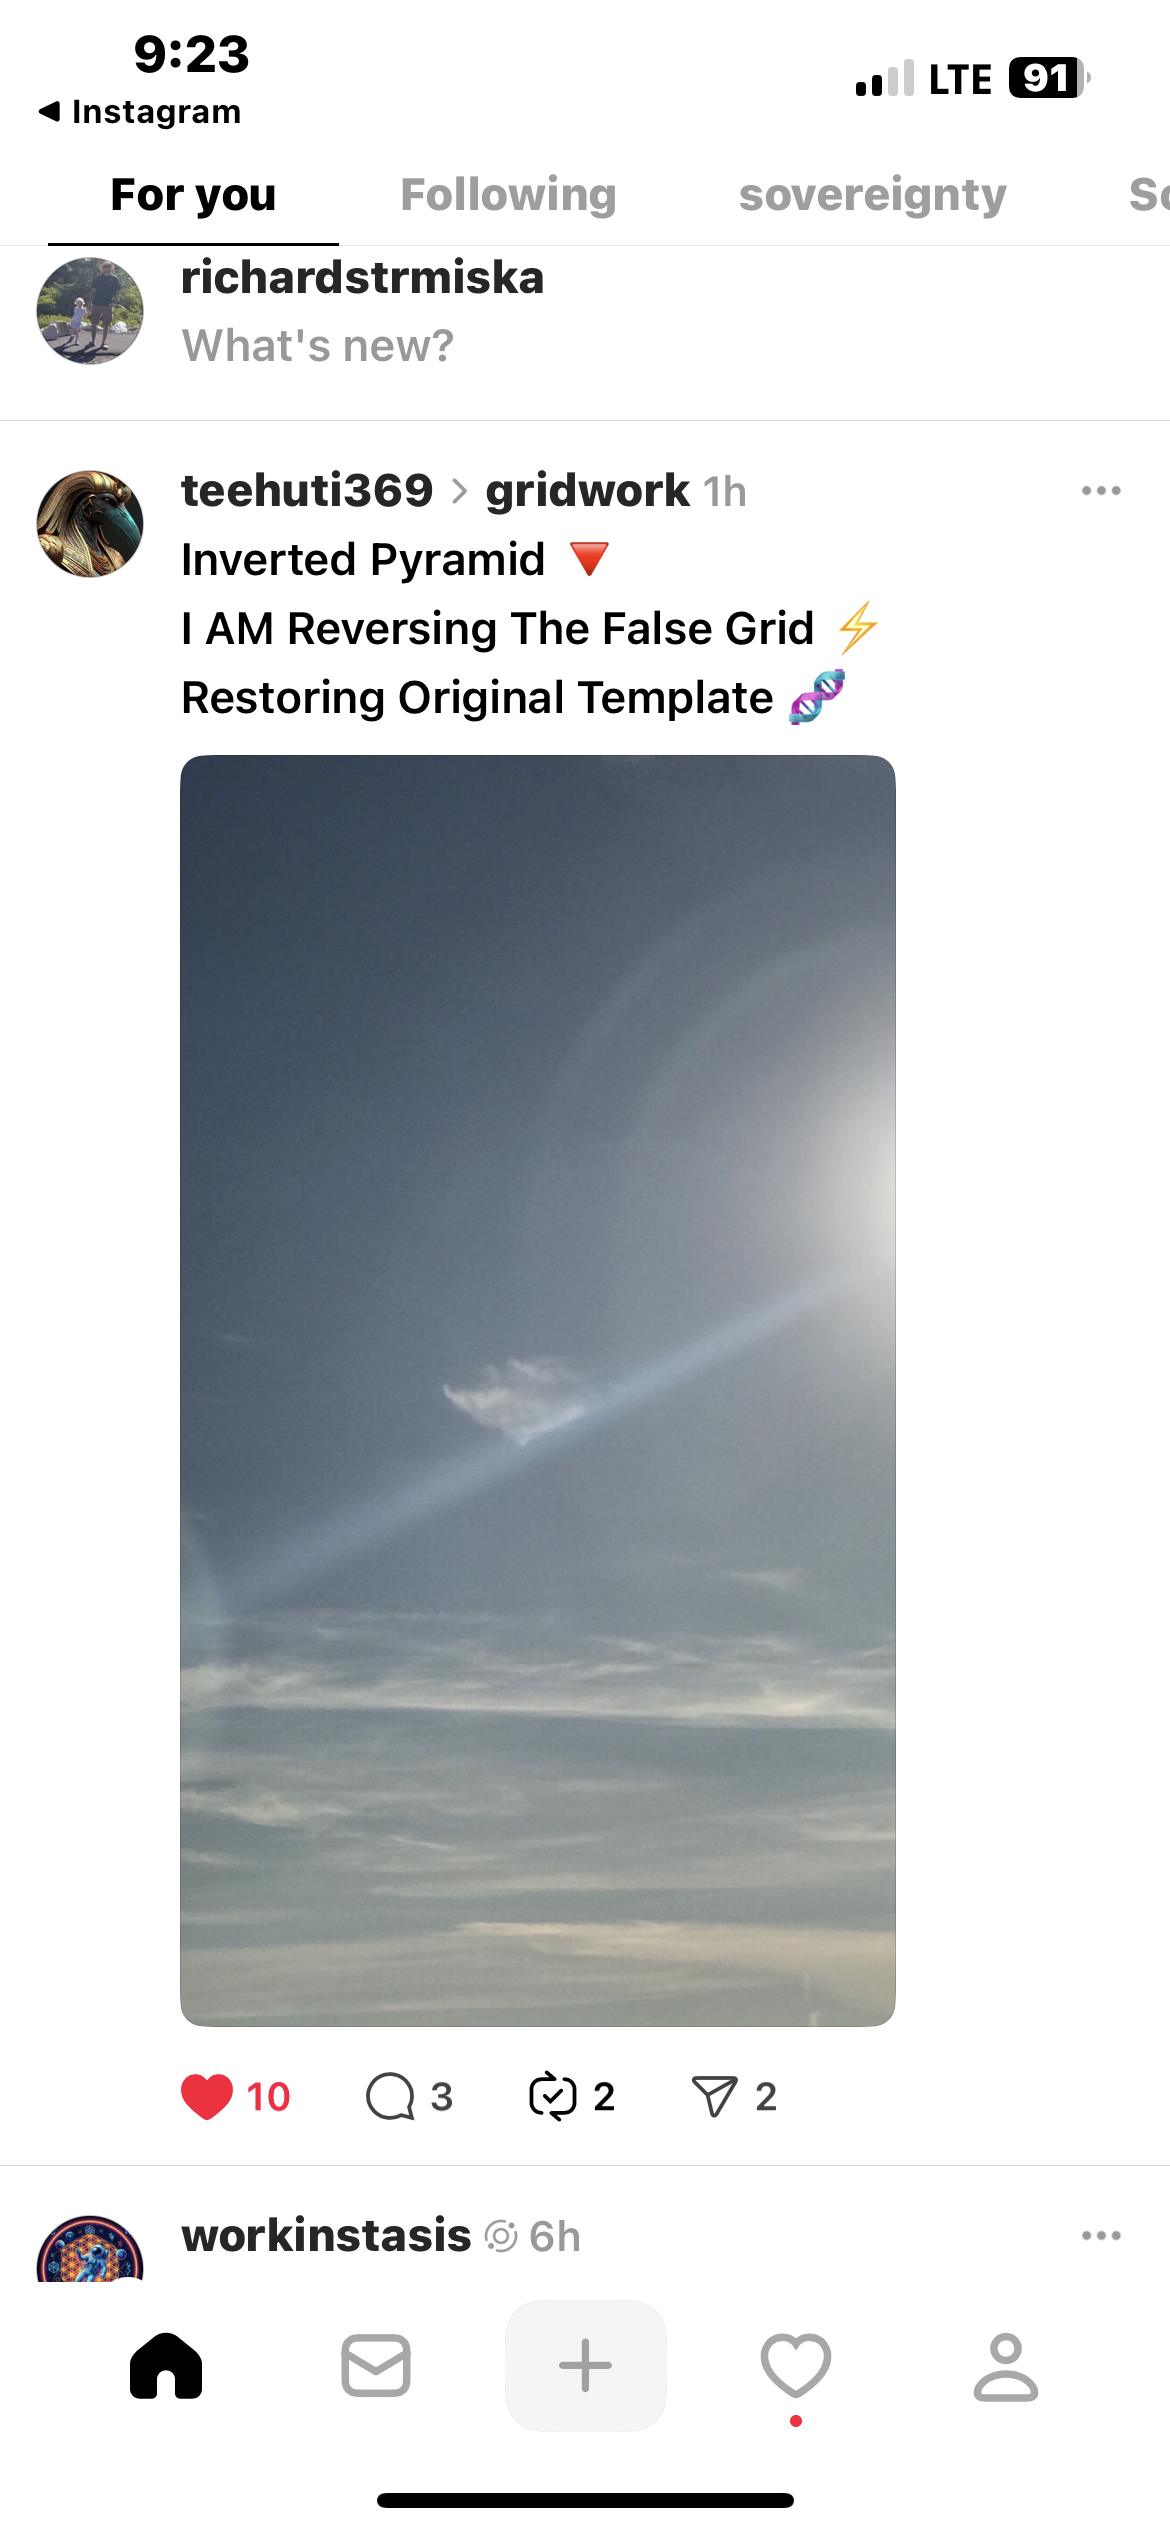 9:23
LTE 91
◀ Instagram
For you Following sovereignty
richardstrmiska
What's new?
teehuti369 > gridwork 1h
Inverted Pyramid 🔻
I AM Reversing The False Grid ⚡
Restoring Original Template 🧬
10 3 2 2
workinstasis 6h